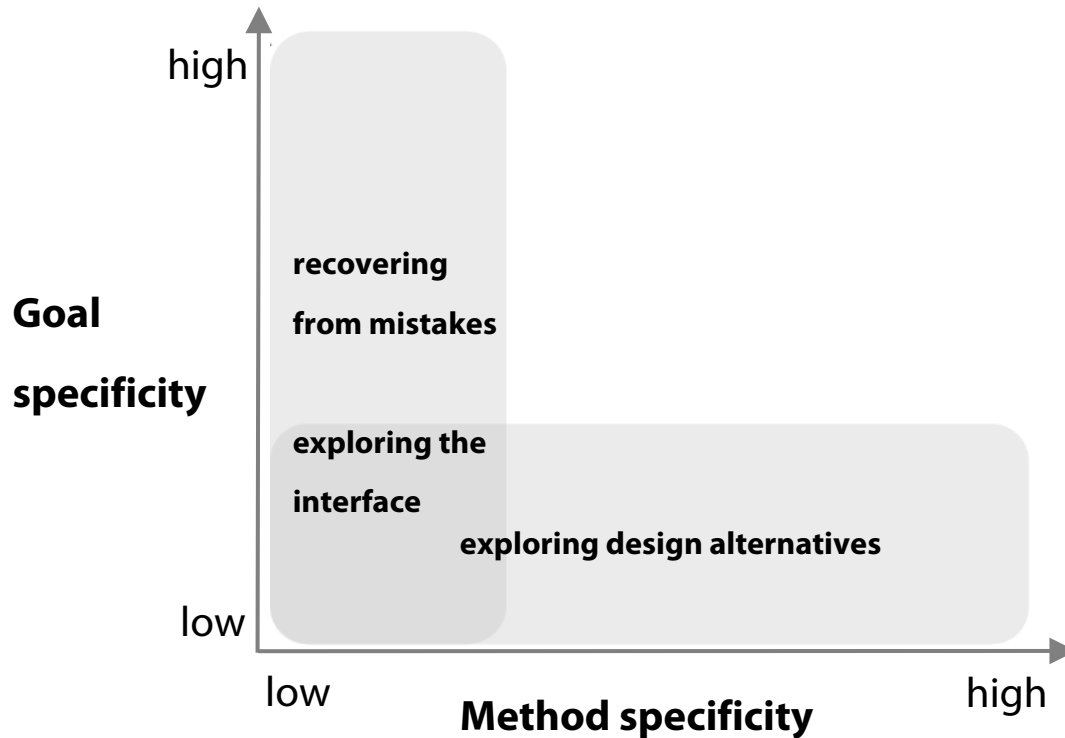 high
recovering
from mistakes
Goal
specificity
exploring the
interface
exploring design alternatives
low
low
high
Method specificity